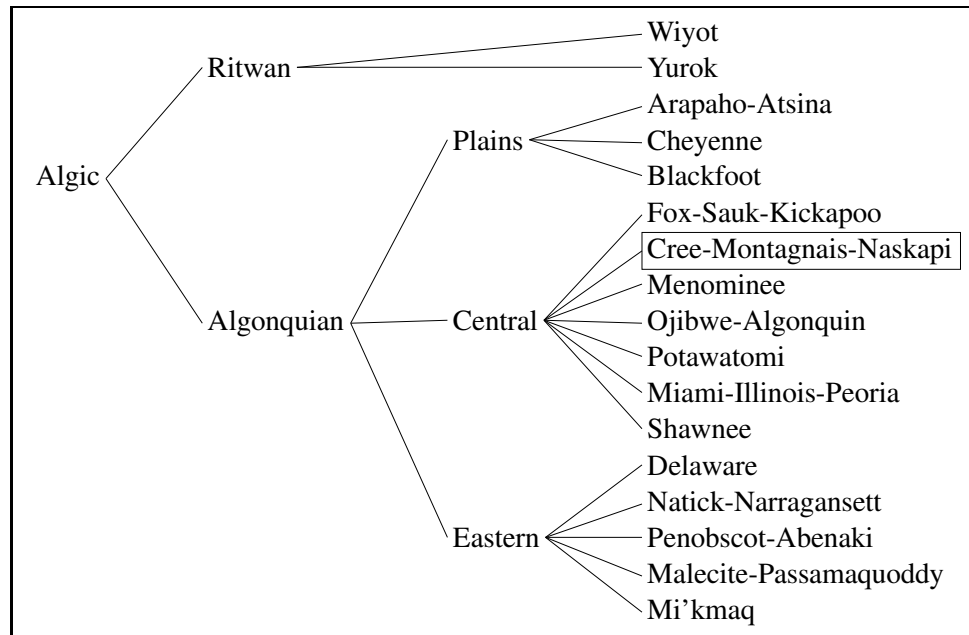 Wiyot
Ritwan
Yurok
Arapaho-Atsina
Plains
Cheyenne
Algic
Blackfoot
Fox-Sauk-Kickapoo
Cree-Montagnais-Naskapi
Menominee
Algonquian
Central
Ojibwe-Algonquin
Potawatomi
Miami-Illinois-Peoria
Shawnee
Delaware
Natick-Narragansett
Eastern
Penobscot-Abenaki
Malecite-Passamaquoddy
Mi'kmaq